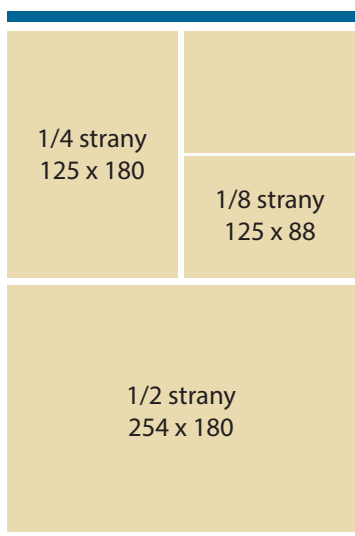 1/4 strany
125 x 180
1/8 strany
125 x 88
1/2 strany
254 x 180